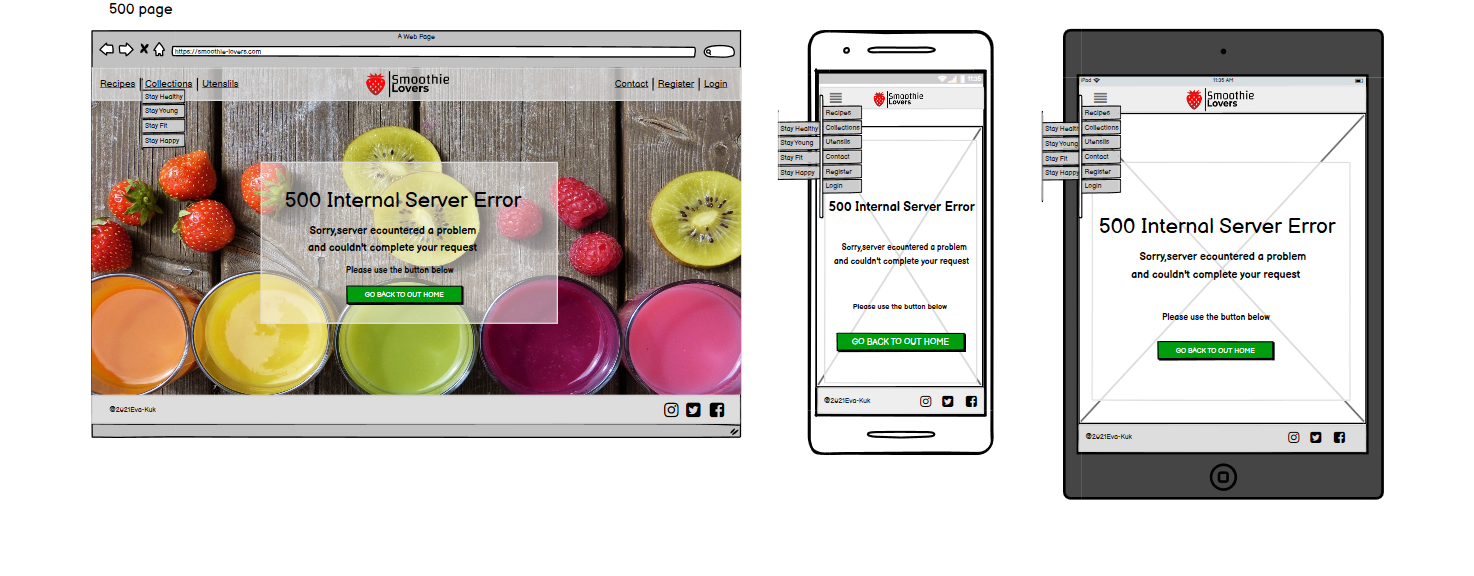 500 page
A Web Page
https://smoothie-lovers.com
Recipes | Collections | Utensills
Smoothie
Lovers
Contact | Register | Login
Stay Healthy
Stay Young
Stay Fit
Stay Happy
500 Internal Server Error
Sorry,server ecountered a problem
and couldn't complete your request
Please use the button below
GO BACK TO OUT HOME
@2021Eva-Kuk
11:35
Smoothie
Lovers
Recipes
Collections
Utensils
Contact
Register
Login
Stay Healthy
Stay Young
Stay Fit
Stay Happy
500 Internal Server Error
Sorry,server ecountered a problem
and couldn't complete your request
Please use the button below
GO BACK TO OUT HOME
@2021Eva-Kuk
iPad
11:35 AM
Smoothie
Lovers
Recipes
Collections
Utensils
Contact
Register
Login
Stay Health
Stay Young
Stay Fit
Stay Happy
500 Internal Server Error
Sorry,server ecountered a problem
and couldn't complete your request
Please use the button below
GO BACK TO OUT HOME
@2021Eva-Kuk